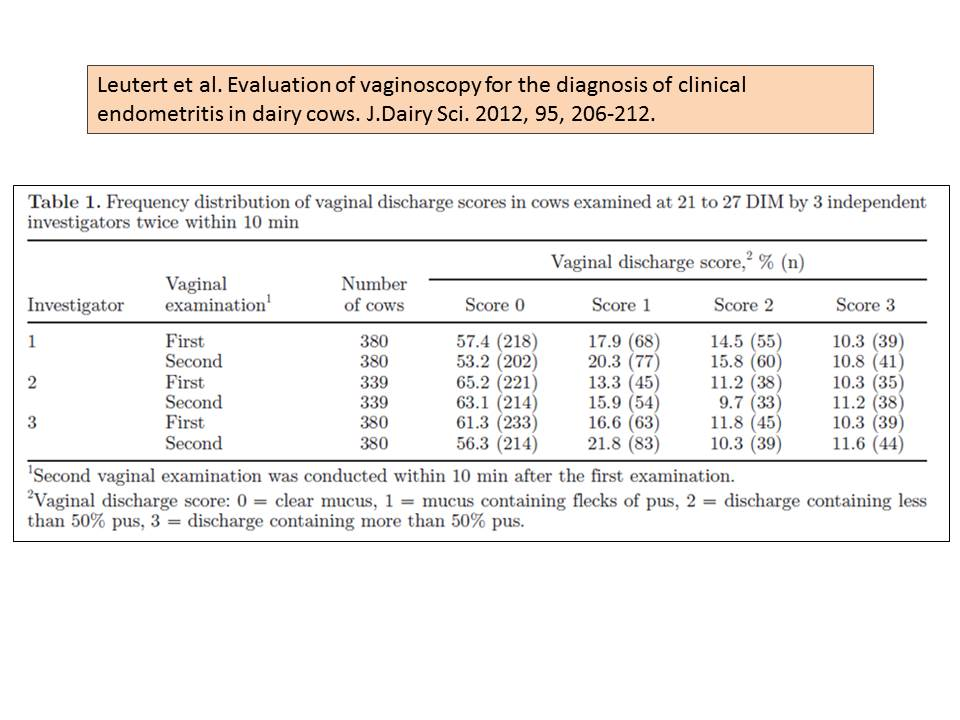 Leutert et al. Evaluation of vaginoscopy for the diagnosis of clinical
endometritis in dairy cows. J.Dairy Sci. 2012, 95, 206-212.
Table 1. Frequency distribution of vaginal discharge scores in cows examined at 21 to 27 DIM by 3 independent
investigators twice within 10 min
Vaginal discharge score,² % (n)
Investigator Vaginal examination¹ Number of cows Score 0 Score 1 Score 2 Score 3
1 First 380 57.4 (218) 17.9 (68) 14.5 (55) 10.3 (39)
Second 380 53.2 (202) 20.3 (77) 15.8 (60) 10.8 (41)
2 First 339 65.2 (221) 13.3 (45) 11.2 (38) 10.3 (35)
Second 339 63.1 (214) 15.9 (54) 9.7 (33) 11.2 (38)
3 First 380 61.3 (233) 16.6 (63) 11.8 (45) 10.3 (39)
Second 380 56.3 (214) 21.8 (83) 10.3 (39) 11.6 (44)
¹Second vaginal examination was conducted within 10 min after the first examination.
²Vaginal discharge score: 0 = clear mucus, 1 = mucus containing flecks of pus, 2 = discharge containing less
than 50% pus, 3 = discharge containing more than 50% pus.